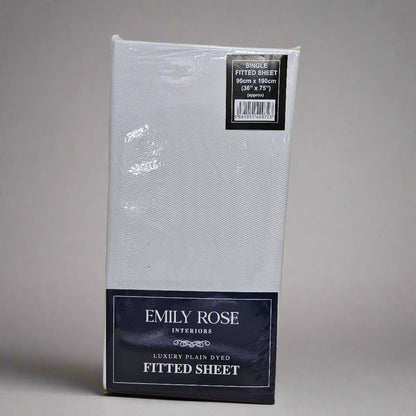 SINGLE
FITTED SHEET
90cm x 190cm
(36" x 75")
(approx)
EMILY ROSE
INTERIORS
LUXURY PLAIN DYED
FITTED SHEET